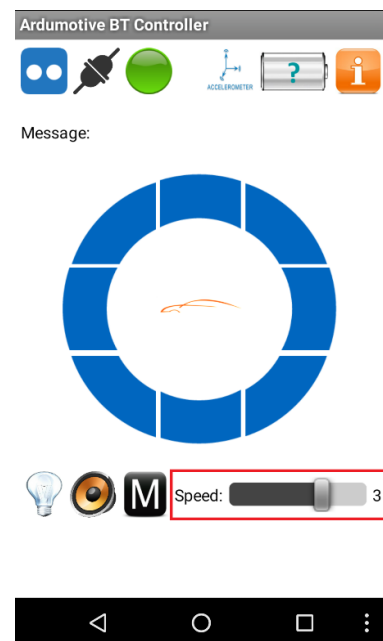 Ardumotive BT Controller
ACCELEROMETER
?
i
Message:
M
Speed:
3